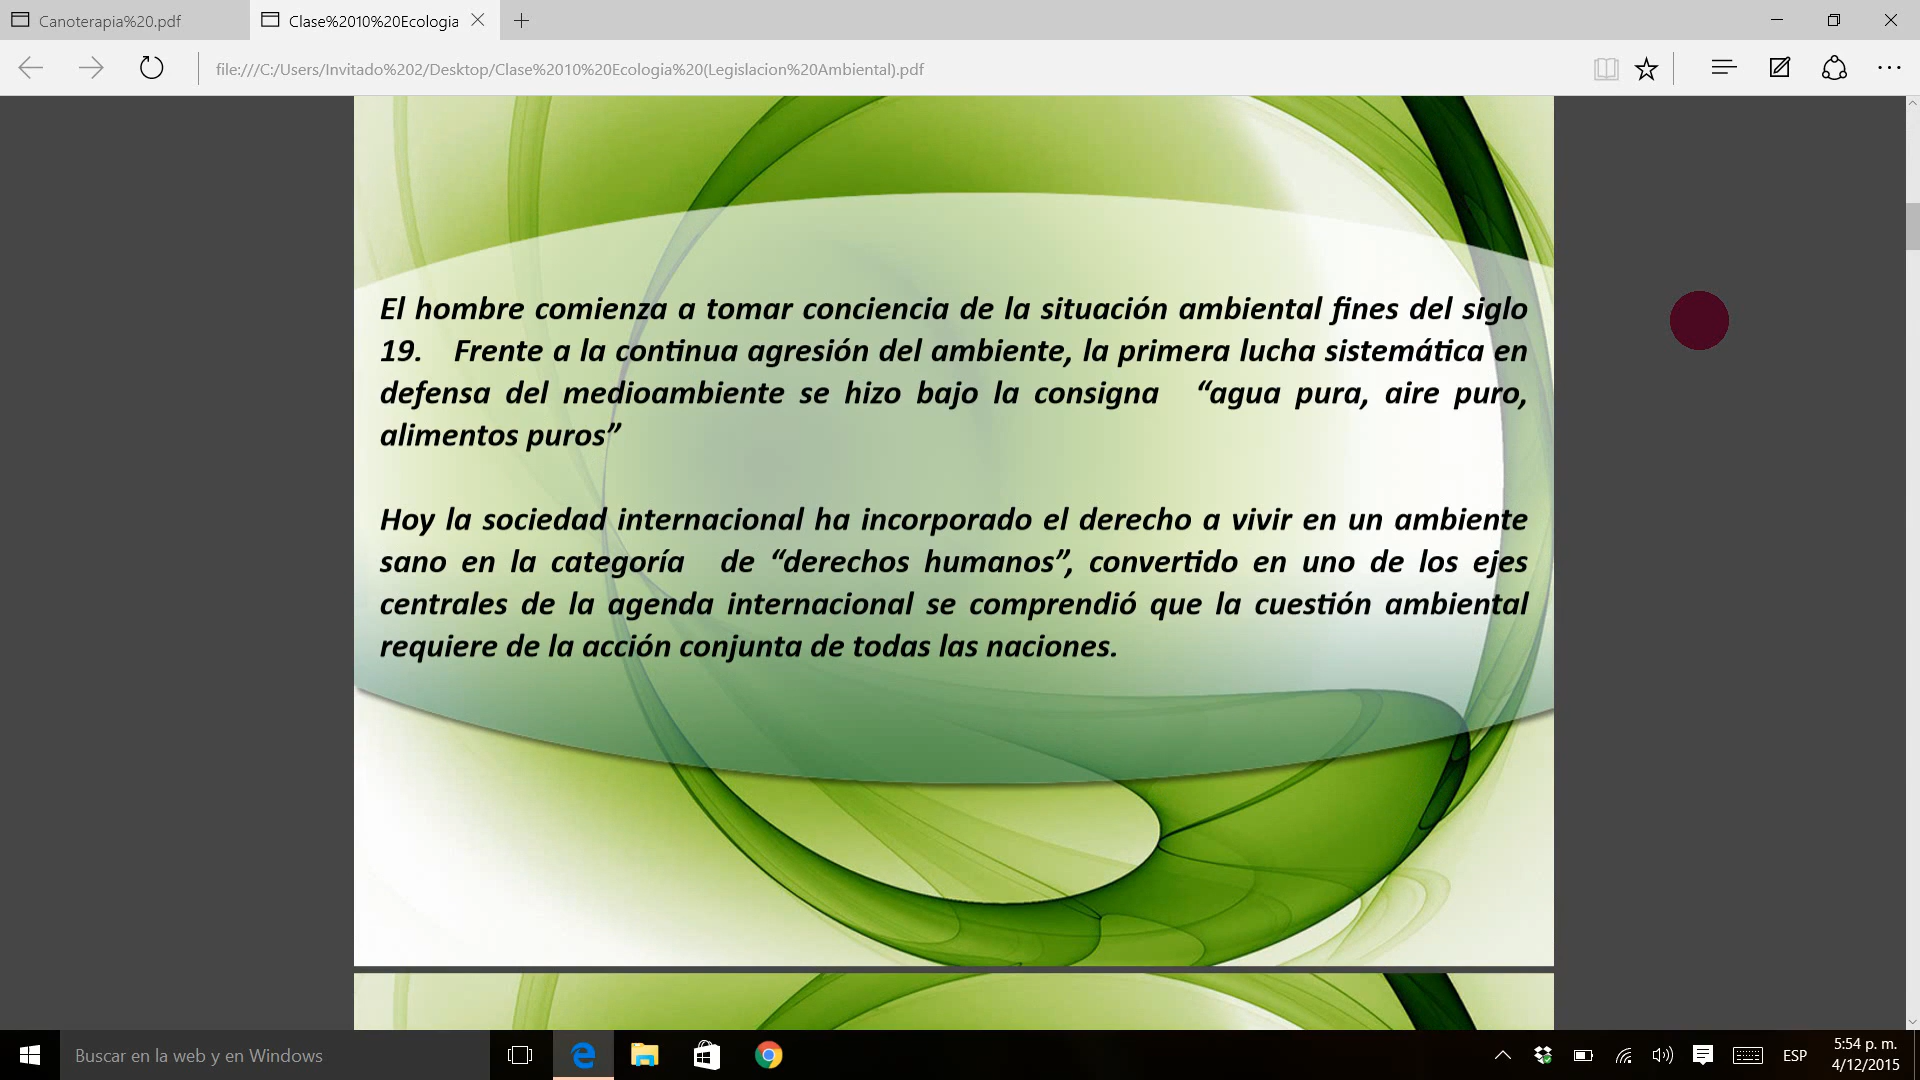 Canoterapia%20.pdf
Clase%2010%20Ecologia
file:///C:/Users/Invitado%202/Desktop/Clase%2010%20Ecologia%20(Legislacion%20Ambiental).pdf
El hombre comienza a tomar conciencia de la situación ambiental fines del siglo
19. Frente a la continua agresión del ambiente, la primera lucha sistemática en
defensa del medioambiente se hizo bajo la consigna “agua pura, aire puro,
alimentos puros”
Hoy la sociedad internacional ha incorporado el derecho a vivir en un ambiente
sano en la categoría de “derechos humanos”, convertido en uno de los ejes
centrales de la agenda internacional se comprendió que la cuestión ambiental
requiere de la acción conjunta de todas las naciones.
Buscar en la web y en Windows
ESP
5:54 p. m.
4/12/2015